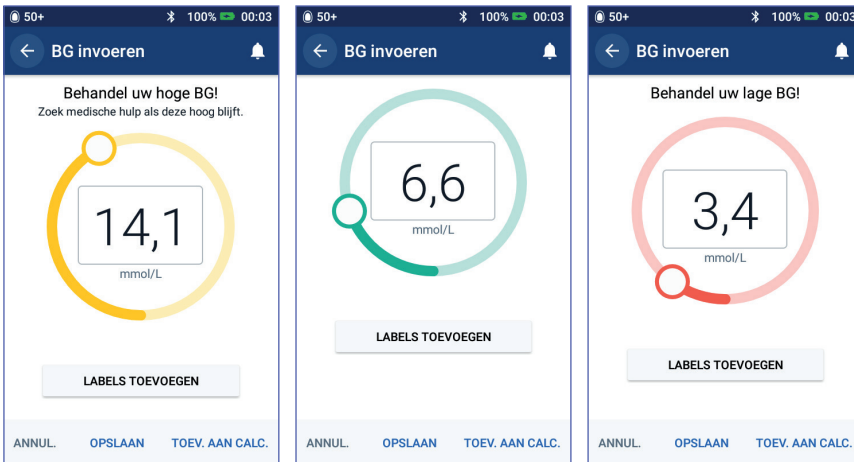 50+ 100% 00:03
BG invoeren
Behandel uw hoge BG!
Zoek medische hulp als deze hoog blijft.
14,1
mmol/L
LABELS TOEVOEGEN
ANNUL. OPSLAAN TOEV. AAN CALC.
50+ 100% 00:03
BG invoeren
6,6
mmol/L
LABELS TOEVOEGEN
ANNUL. OPSLAAN TOEV. AAN CALC.
50+ 100% 00:03
BG invoeren
Behandel uw lage BG!
3,4
mmol/L
LABELS TOEVOEGEN
ANNUL. OPSLAAN TOEV. AAN CALC.